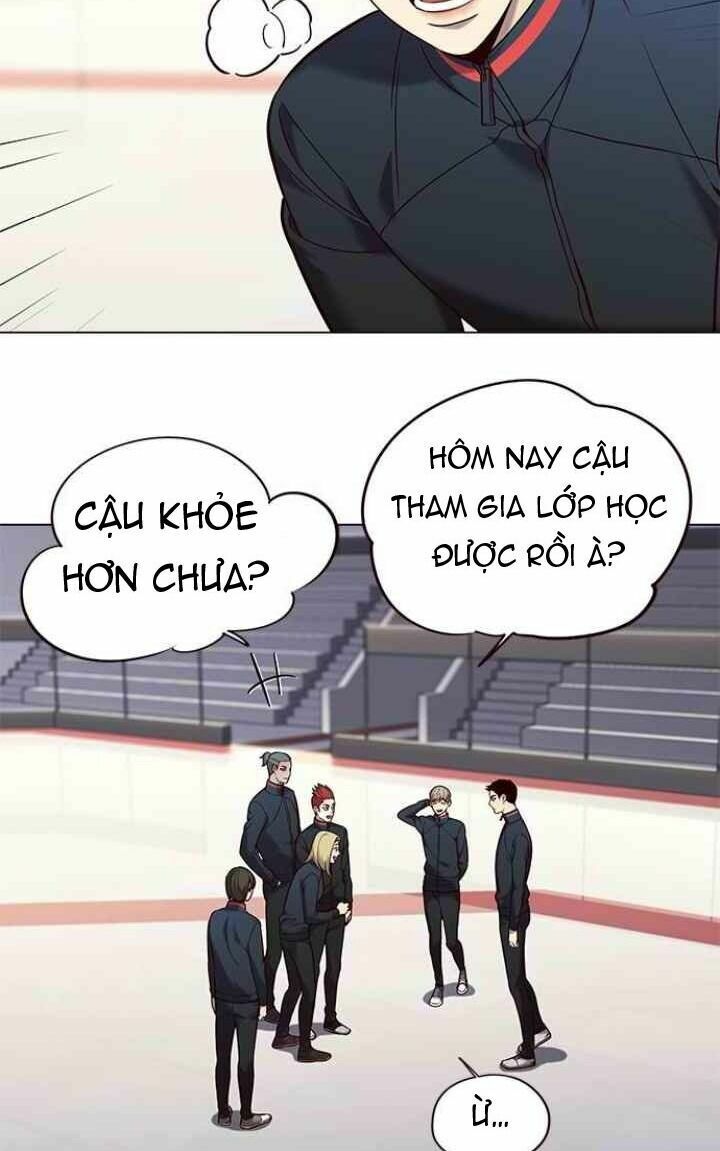 HÔM NAY CẬU
THAM GIA LỚP HỌC
ĐƯỢC RỒI À?
CẬU KHỎE
HƠN CHƯA?
Ừ...